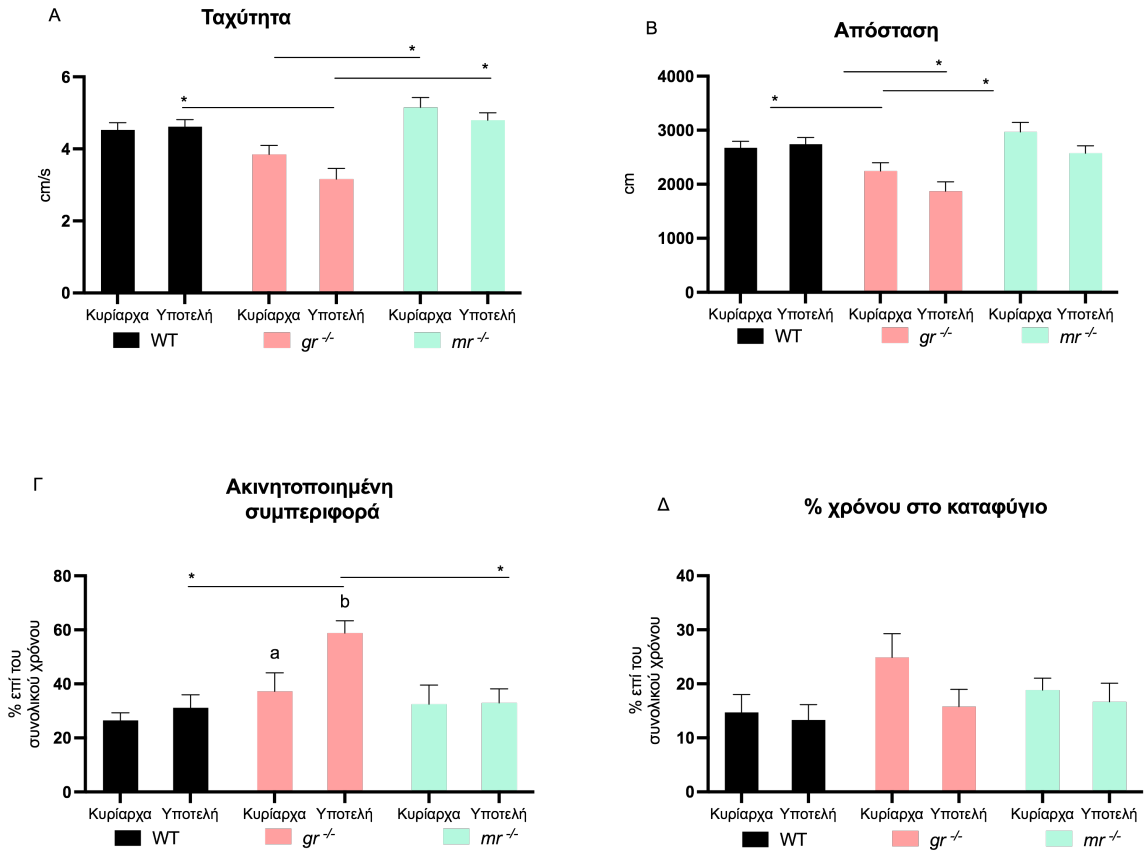 Α
Ταχύτητα
*
*
*
6
4
2
0
cm/s
Κυρίαρχα Υποτελή Κυρίαρχα Υποτελή Κυρίαρχα Υποτελή
WT gr -/- mr -/-
Β
Απόσταση
*
*
*
4000
3000
2000
1000
0
cm
Κυρίαρχα Υποτελή Κυρίαρχα Υποτελή Κυρίαρχα Υποτελή
WT gr -/- mr -/-
Γ
Ακινητοποιημένη
συμπεριφορά
* *
b
a
80
60
40
20
0
% επί του
συνολικού χρόνου
Κυρίαρχα Υποτελή Κυρίαρχα Υποτελή Κυρίαρχα Υποτελή
WT gr -/- mr -/-
Δ
% χρόνου στο καταφύγιο
40
30
20
10
0
% επί του
συνολικού χρόνου
Κυρίαρχα Υποτελή Κυρίαρχα Υποτελή Κυρίαρχα Υποτελή
WT gr -/- mr -/-